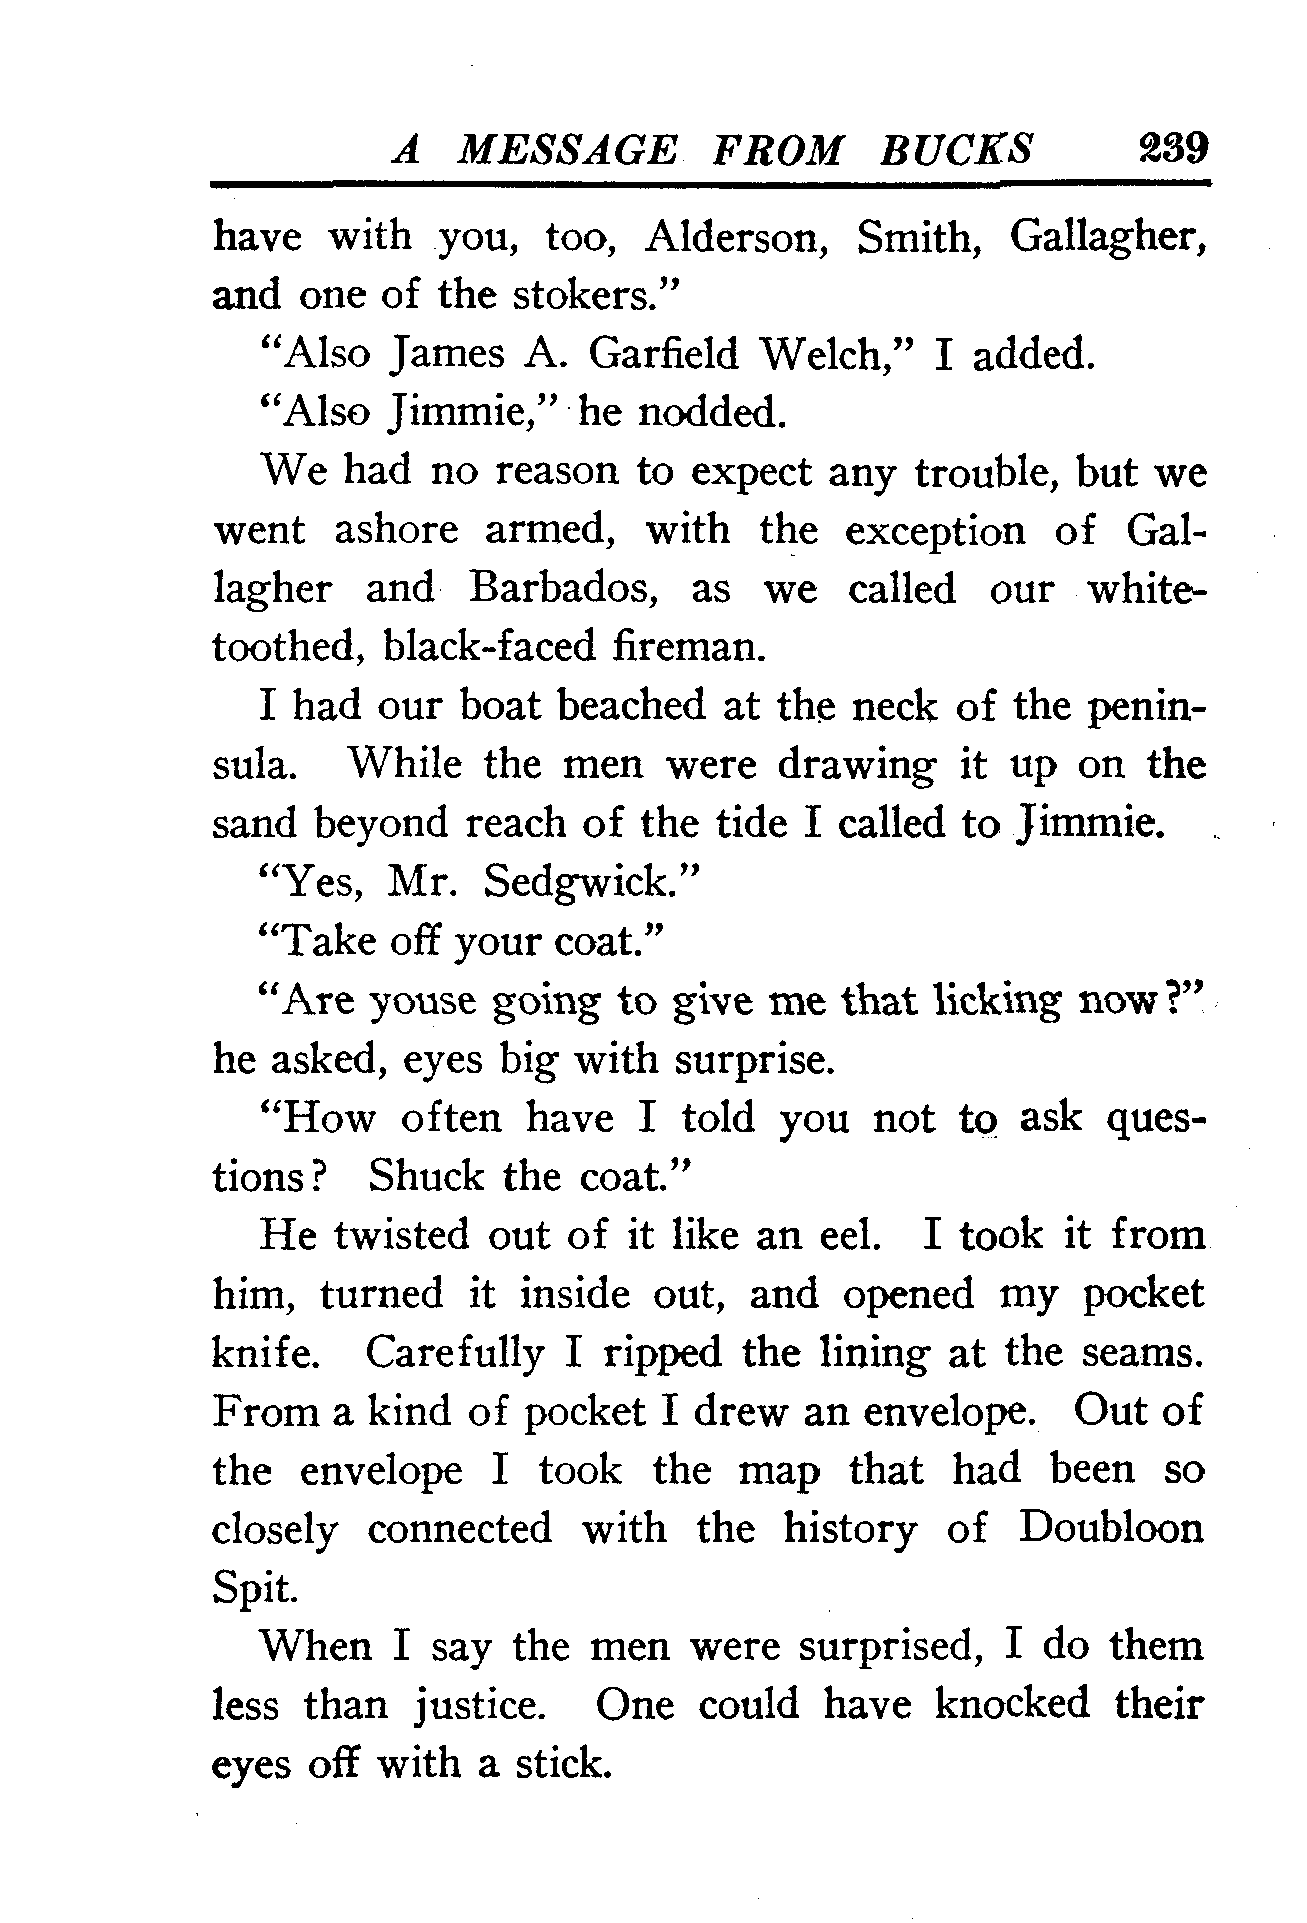 A MESSAGE FROM BUCKS 239
have with you, too, Alderson, Smith, Gallagher,
and one of the stokers."
"Also James A. Garfield Welch," I added.
"Also Jimmie," he nodded.
We had no reason to expect any trouble, but we
went ashore armed, with the exception of Gal-
lagher and Barbados, as we called our white-
toothed, black-faced fireman.
I had our boat beached at the neck of the penin-
sula. While the men were drawing it up on the
sand beyond reach of the tide I called to Jimmie.
"Yes, Mr. Sedgwick."
"Take off your coat."
"Are youse going to give me that licking now?"
he asked, eyes big with surprise.
"How often have I told you not to ask ques-
tions? Shuck the coat."
He twisted out of it like an eel. I took it from
him, turned it inside out, and opened my pocket
knife. Carefully I ripped the lining at the seams.
From a kind of pocket I drew an envelope. Out of
the envelope I took the map that had been so
closely connected with the history of Doubloon
Spit.
When I say the men were surprised, I do them
less than justice. One could have knocked their
eyes off with a stick.